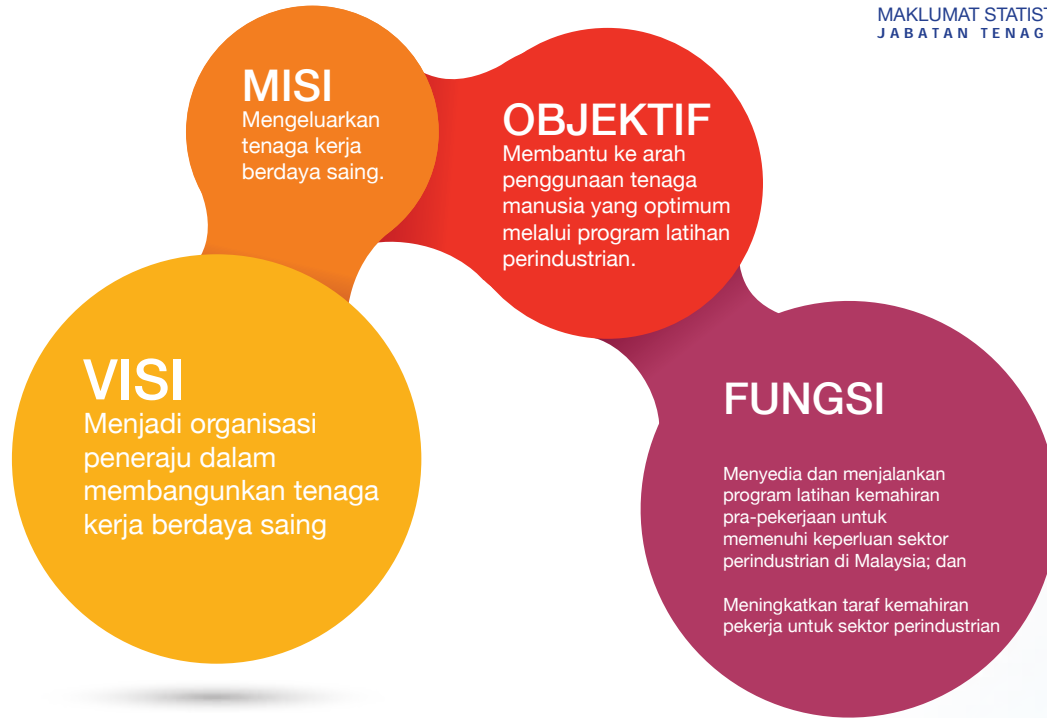 MAKLUMAT
JABATAN
MISI
Mengeluarkan
tenaga kerja
berdaya saing.
OBJEKTIF
Membantu ke arah
penggunaan tenaga
manusia yang optimum
melalui program latihan
perindustrian.
VISI
Menjadi organisasi
peneraju dalam
membangunkan tenaga
kerja berdaya saing
FUNGSI
Menyedia dan menjalankan
program latihan kemahiran
pra-pekerjaan untuk
memenuhi keperluan sektor
perindustrian di Malaysia; dan
Meningkatkan taraf kemahiran
pekerja untuk sektor perindustrian